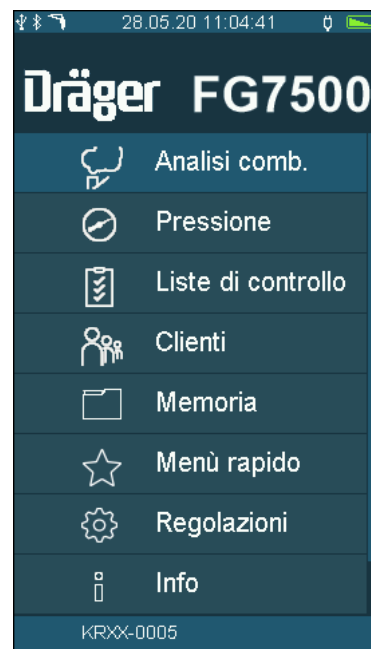 28.05.20 11:04:41
Dräger FG7500
Analisi comb.
Pressione
Liste di controllo
Clienti
Memoria
Menù rapido
Regolazioni
Info
KRXX-0005